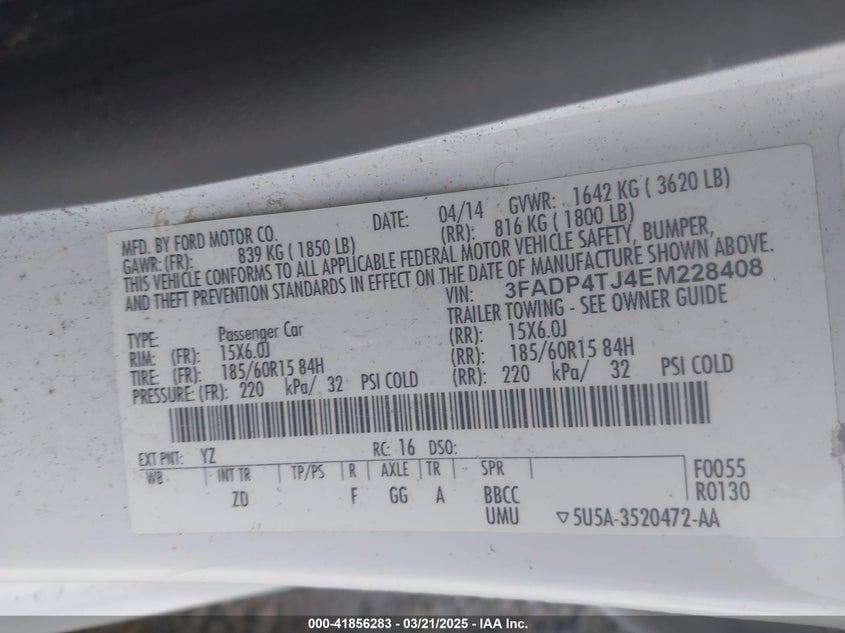 MFD. BY FORD MOTOR CO. DATE: 04/14 GVWR: 1642 KG ( 3620 LB)
GAWR: (FR): 839 KG ( 1850 LB) (RR): 816 KG ( 1800 LB)
THIS VEHICLE CONFORMS TO ALL APPLICABLE FEDERAL MOTOR VEHICLE SAFETY, BUMPER,
AND THEFT PREVENTION STANDARDS IN EFFECT ON THE DATE OF MANUFACTURE SHOWN ABOVE.
VIN: 3FADP4TJ4EM228408
TYPE: Passenger Car TRAILER TOWING - SEE OWNER GUIDE
RIM: (FR): 15X6.0J (RR): 15X6.0J
TIRE: (FR): 185/60R15 84H (RR): 185/60R15 84H
PRESSURE: (FR): 220 kPa/ 32 PSI COLD (RR): 220 kPa/ 32 PSI COLD
EXT PNT: YZ RC: 16 DSO:
WB INT TR TP/PS R AXLE TR SPR F0055
ZD F GG A BBCC R0130
UMU ▽5U5A-3520472-AA
000-41856283 - 03/21/2025 - IAA Inc.